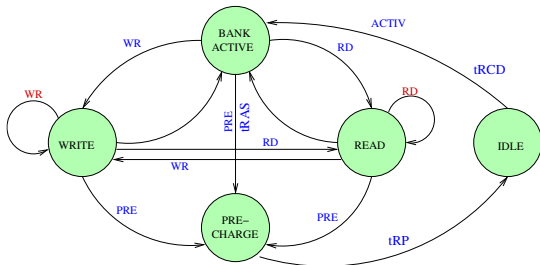 ACTIV
BANK
ACTIVE
WR
RD
tRCD
WR
RD
PRE
tRAS
WRITE
RD
READ
IDLE
WR
PRE
PRE
PRE-
CHARGE
tRP